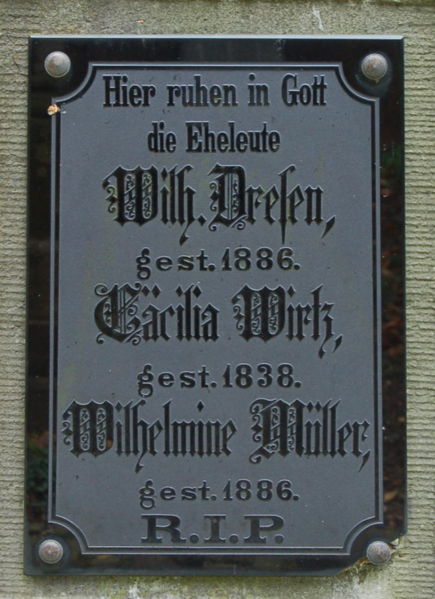 Hier ruhen in Gott
die Eheleute
Wilh. Dreſen,
gest. 1886.
Cäcilia Wirtz,
gest. 1838.
Wilhelmine Müller,
gest. 1886.
R.I.P.